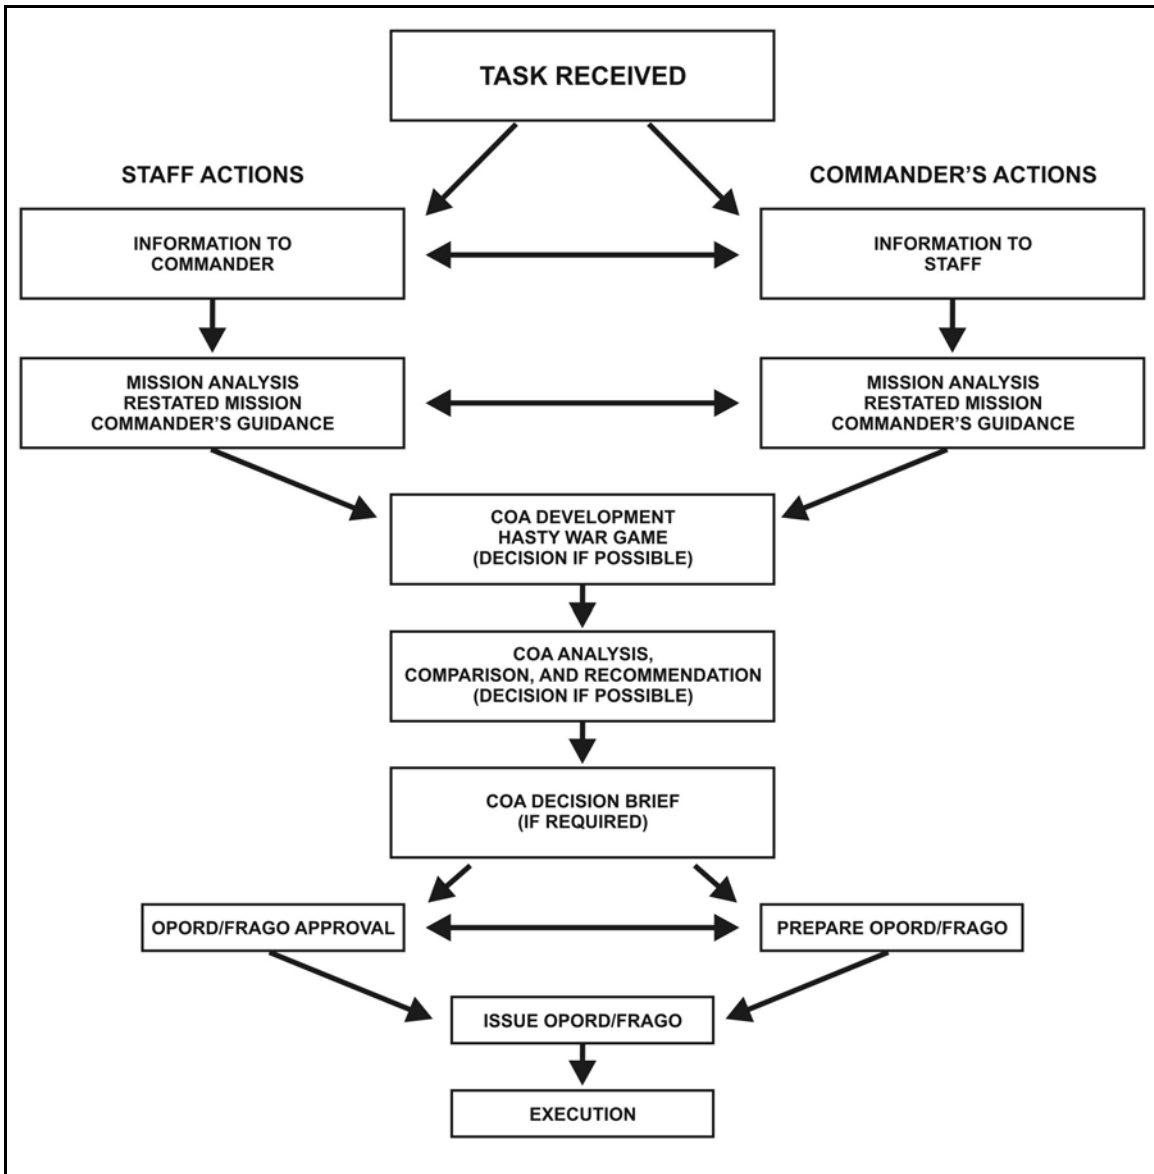 TASK RECEIVED
STAFF ACTIONS
COMMANDER'S ACTIONS
INFORMATION TO
COMMANDER
INFORMATION TO
STAFF
MISSION ANALYSIS
RESTATED MISSION
COMMANDER'S GUIDANCE
MISSION ANALYSIS
RESTATED MISSION
COMMANDER'S GUIDANCE
COA DEVELOPMENT
HASTY WAR GAME
(DECISION IF POSSIBLE)
COA ANALYSIS,
COMPARISON, AND RECOMMENDATION
(DECISION IF POSSIBLE)
COA DECISION BRIEF
(IF REQUIRED)
OPORD/FRAGO APPROVAL
PREPARE OPORD/FRAGO
ISSUE OPORD/FRAGO
EXECUTION